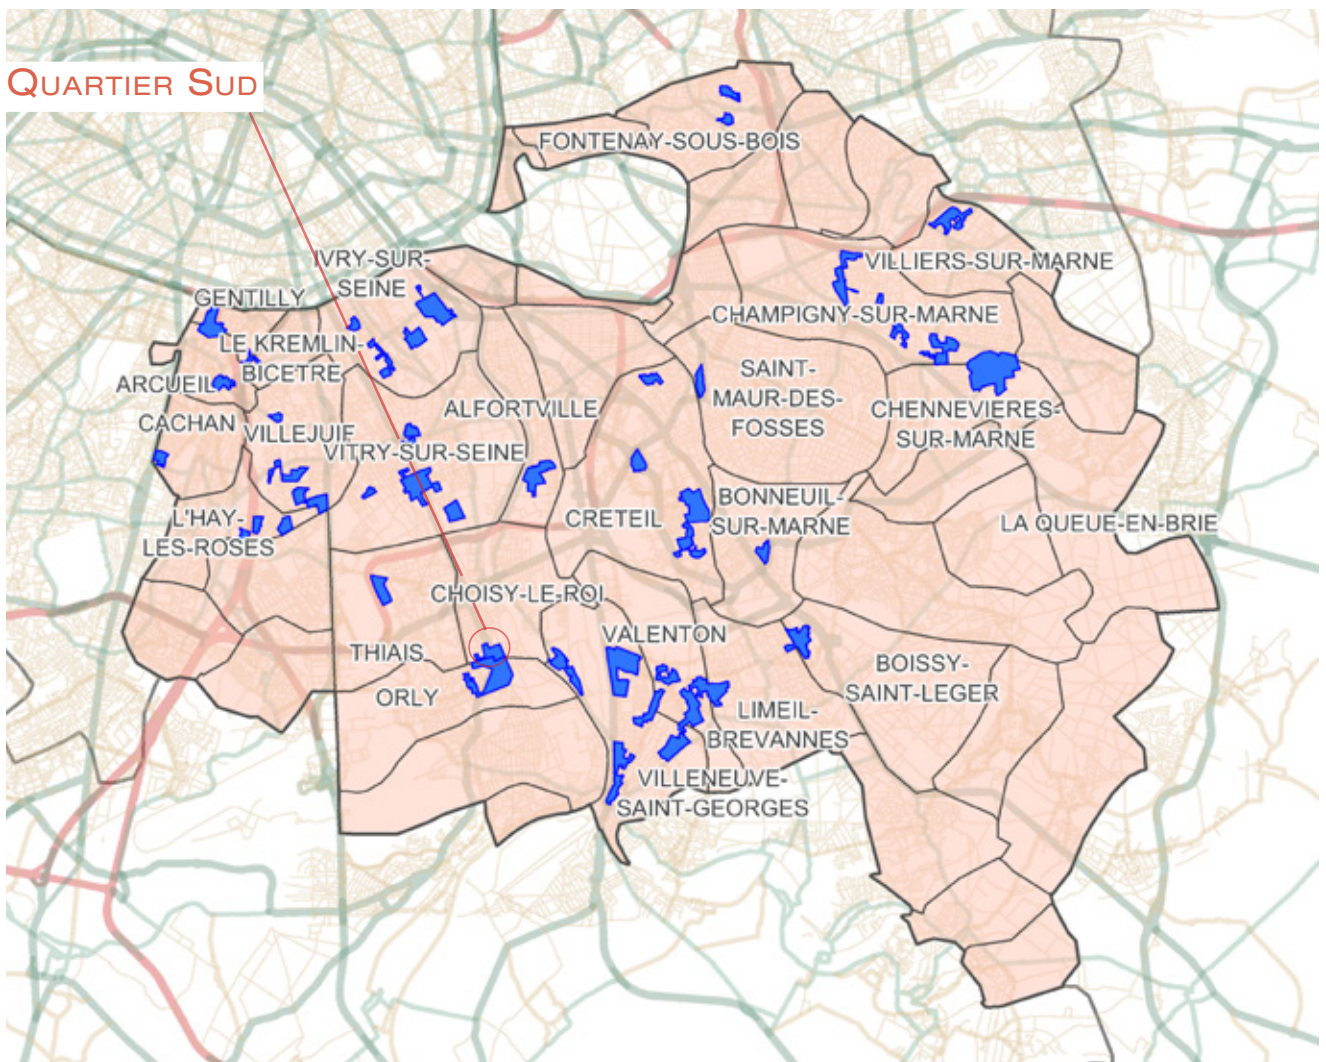 QUARTIER SUD
FONTENAY-SOUS-BOIS
IVRY-SUR-
SEINE
VILLIERS-SUR-MARNE
GENTILLY
CHAMPIGNY-SUR-MARNE
LE KREMLIN-
BICETRE
ARCUEIL
SAINT-
MAUR-DES-
FOSSES
CACHAN
ALFORTVILLE
CHENNEVIERES-
SUR-MARNE
VILLEJUIF
VITRY-SUR-SEINE
L'HAY-
LES-ROSES
CRETEIL
BONNEUIL-
SUR-MARNE
LA QUEUE-EN-BRIE
CHOISY-LE-ROI
VALENTON
THIAIS
BOISSY-
SAINT-LEGER
ORLY
LIMEIL-
BREVANNES
VILLENEUVE-
SAINT-GEORGES